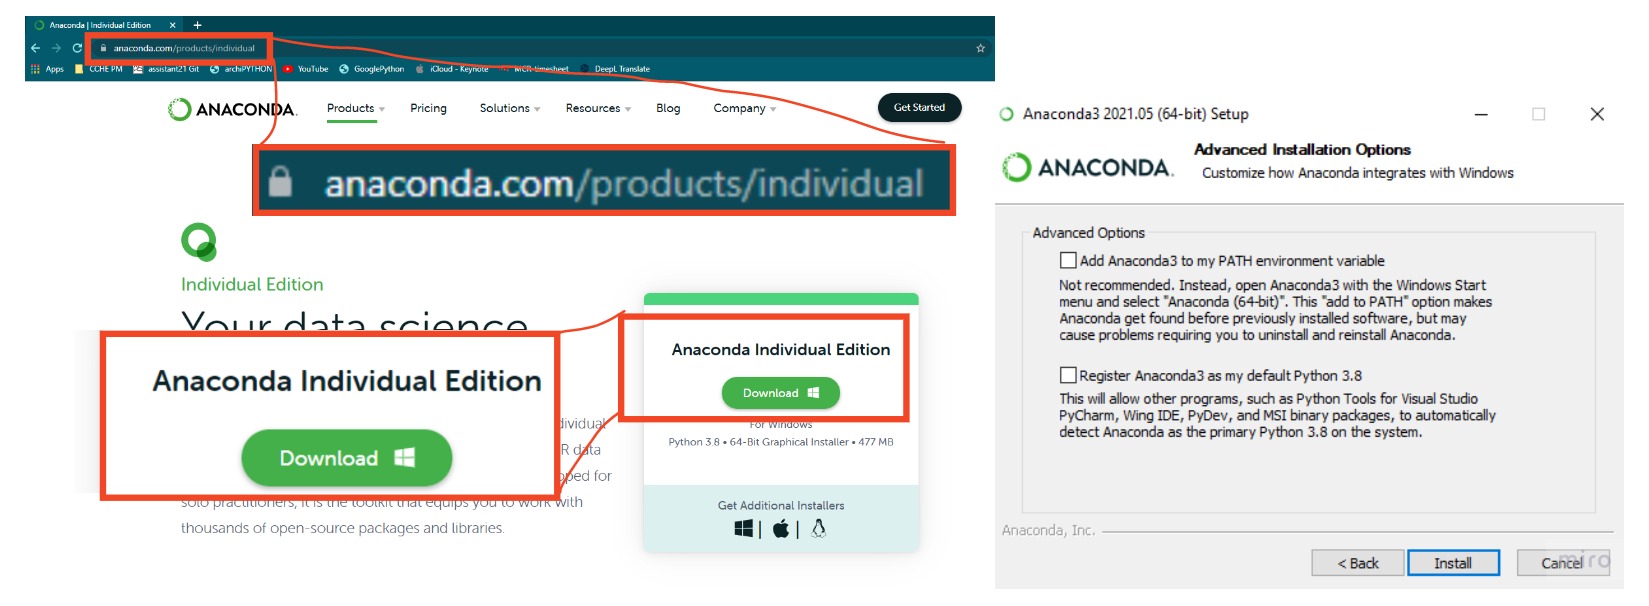 Anaconda | Individual Edition
anaconda.com/products/individual
Apps CCHE PM assistant21 Git archiPYTHON YouTube GooglePython iCloud - Keynote MCR-timesheet DeepL Translate
ANACONDA. Products Pricing Solutions Resources Blog Company Get Started
anaconda.com/products/individual
Individual Edition
Your data science
Anaconda Individual Edition
Download
dividual
R data
oped for
solo practitioners, it is the toolkit that equips you to work with
thousands of open-source packages and libraries.
Anaconda Individual Edition
Download
For Windows
Python 3.8 • 64-Bit Graphical Installer • 477 MB
Get Additional Installers
Anaconda3 2021.05 (64-bit) Setup
ANACONDA.
Advanced Installation Options
Customize how Anaconda integrates with Windows
Advanced Options
Add Anaconda3 to my PATH environment variable
Not recommended. Instead, open Anaconda3 with the Windows Start
menu and select "Anaconda (64-bit)". This "add to PATH" option makes
Anaconda get found before previously installed software, but may
cause problems requiring you to uninstall and reinstall Anaconda.
Register Anaconda3 as my default Python 3.8
This will allow other programs, such as Python Tools for Visual Studio
PyCharm, Wing IDE, PyDev, and MSI binary packages, to automatically
detect Anaconda as the primary Python 3.8 on the system.
Anaconda, Inc.
< Back Install Cancel
miro